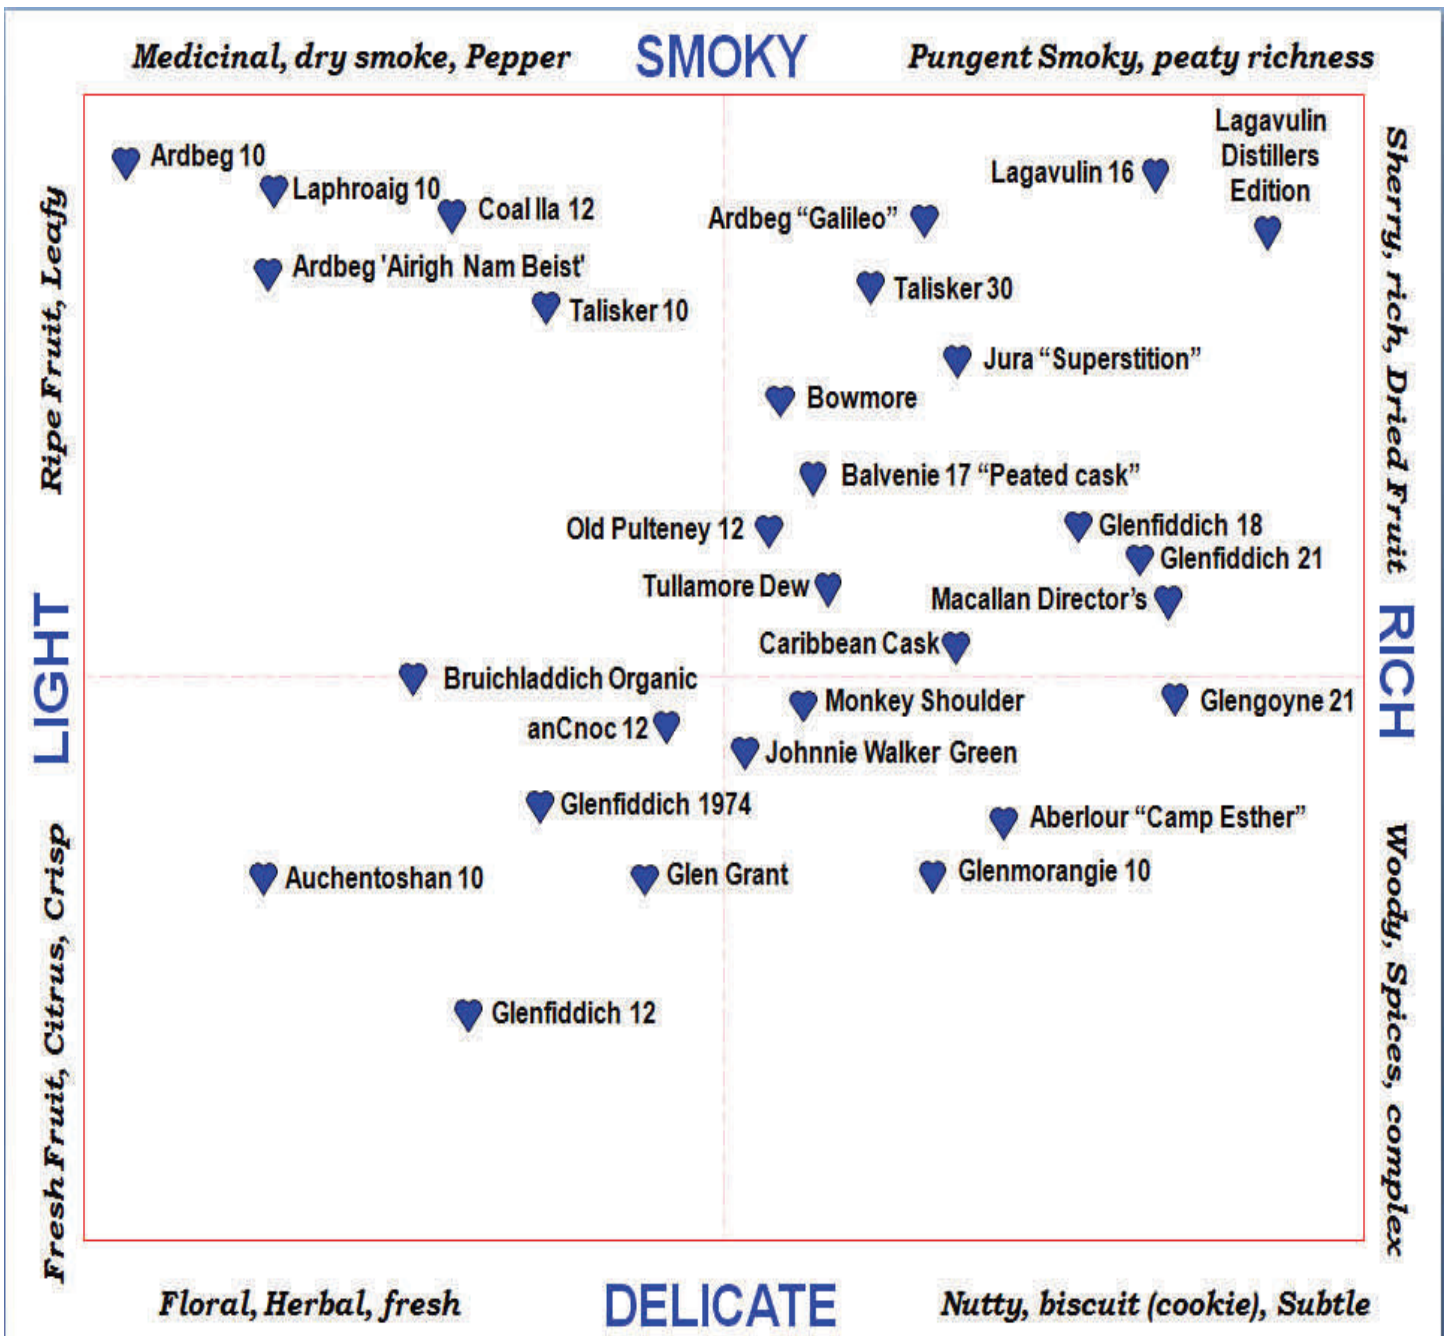 Medicinal, dry smoke, Pepper
SMOKY
Pungent Smoky, peaty richness
Lagavulin
Distillers
Edition
Ardbeg 10
Lagavulin 16
Laphroaig 10
Coal Ila 12
Ardbeg “Galileo”
Ardbeg 'Airigh Nam Beist'
Talisker 30
Talisker 10
Jura “Superstition”
Bowmore
Balvenie 17 “Peated cask”
Old Pulteney 12
Glenfiddich 18
Glenfiddich 21
Tullamore Dew
Macallan Director’s
Caribbean Cask
Bruichladdich Organic
Monkey Shoulder
Glengoyne 21
anCnoc 12
Johnnie Walker Green
Glenfiddich 1974
Aberlour “Camp Esther”
Auchentoshan 10
Glen Grant
Glenmorangie 10
Glenfiddich 12
Ripe Fruit, Leafy
LIGHT
Fresh Fruit, Citrus, Crisp
Sherry, rich, Dried Fruit
RICH
Woody, Spices, complex
Floral, Herbal, fresh
DELICATE
Nutty, biscuit (cookie), Subtle